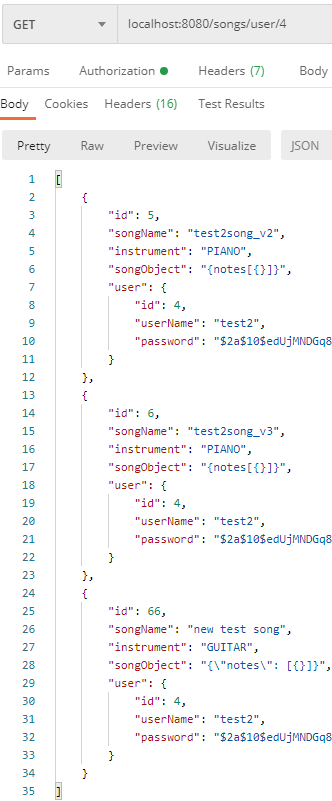 GET localhost:8080/songs/user/4
Params Authorization Headers (7) Body
Body Cookies Headers (16) Test Results
Pretty Raw Preview Visualize JSON
1 [
2 {
3 "id": 5,
4 "songName": "test2song_v2",
5 "instrument": "PIANO",
6 "songObject": "{notes[{}]}",
7 "user": {
8 "id": 4,
9 "userName": "test2",
10 "password": "$2a$10$edUjMNDGq8
11 }
12 },
13 {
14 "id": 6,
15 "songName": "test2song_v3",
16 "instrument": "PIANO",
17 "songObject": "{notes[{}]}",
18 "user": {
19 "id": 4,
20 "userName": "test2",
21 "password": "$2a$10$edUjMNDGq8
22 }
23 },
24 {
25 "id": 66,
26 "songName": "new test song",
27 "instrument": "GUITAR",
28 "songObject": "{\"notes\": [{}]}",
29 "user": {
30 "id": 4,
31 "userName": "test2",
32 "password": "$2a$10$edUjMNDGq8
33 }
34 }
35 ]